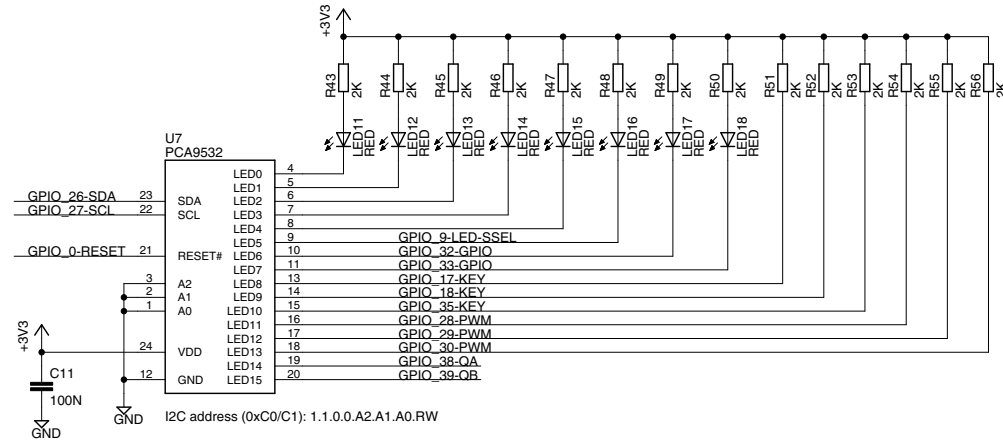 +3V3
R43 2K
R44 2K
R45 2K
R46 2K
R47 2K
R48 2K
R49 2K
R50 2K
R51 2K
R52 2K
R53 2K
R54 2K
R55 2K
R56 2K
LED11 RED
LED12 RED
LED13 RED
LED14 RED
LED15 RED
LED16 RED
LED17 RED
LED18 RED
U7
PCA9532
LED0 4
LED1 5
GPIO_26-SDA 23 SDA LED2 6
GPIO_27-SCL 22 SCL LED3 7
LED4 8
LED5 9 GPIO_9-LED-SSEL
GPIO_0-RESET 21 RESET# LED6 10 GPIO_32-GPIO
LED7 11 GPIO_33-GPIO
3 A2 LED8 13 GPIO_17-KEY
2 A1 LED9 14 GPIO_18-KEY
1 A0 LED10 15 GPIO_35-KEY
LED11 16 GPIO_28-PWM
LED12 17 GPIO_29-PWM
+3V3
24 VDD LED13 18 GPIO_30-PWM
LED14 19 GPIO_38-QA
12 GND LED15 20 GPIO_39-QB
C11
100N
GND
GND
I2C address (0xC0/C1): 1.1.0.0.A2.A1.A0.RW